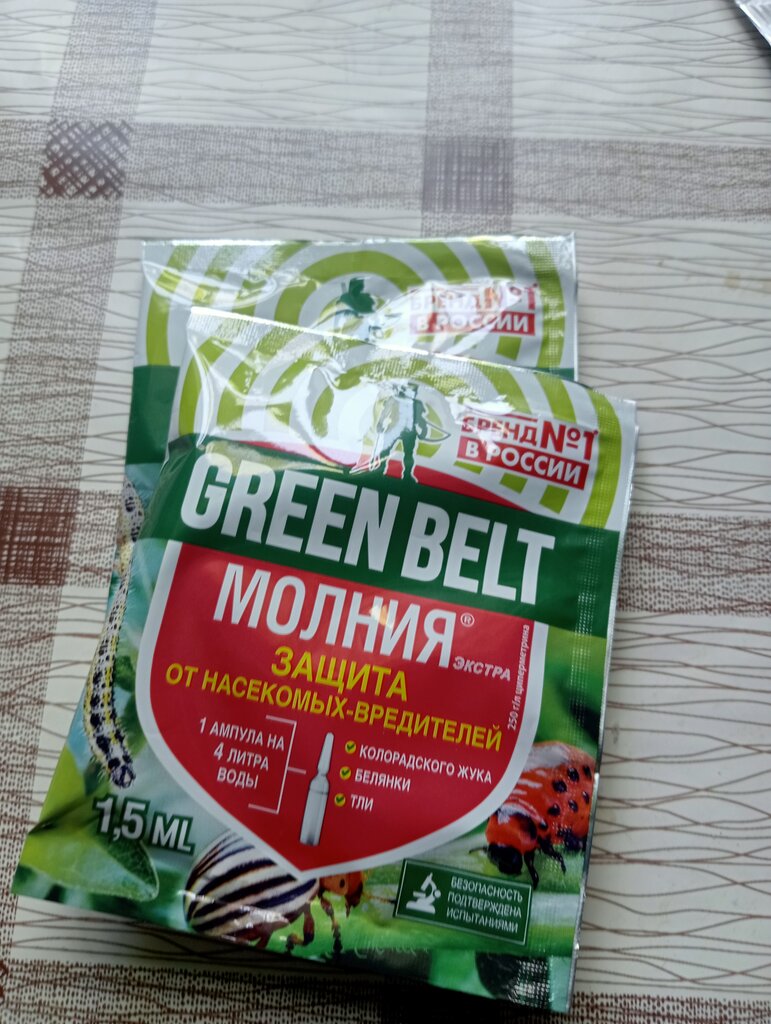 БРЕНД №1
В РОССИИ
БРЕНД №1
В РОССИИ
GREEN BELT
МОЛНИЯ®
ЭКСТРА
ЗАЩИТА
ОТ НАСЕКОМЫХ-ВРЕДИТЕЛЕЙ
250 г/л циперметрина
1 АМПУЛА НА
4 ЛИТРА
ВОДЫ
КОЛОРАДСКОГО ЖУКА
БЕЛЯНКИ
ТЛИ
1,5 ML
БЕЗОПАСНОСТЬ
ПОДТВЕРЖДЕНА
ИСПЫТАНИЯМИ